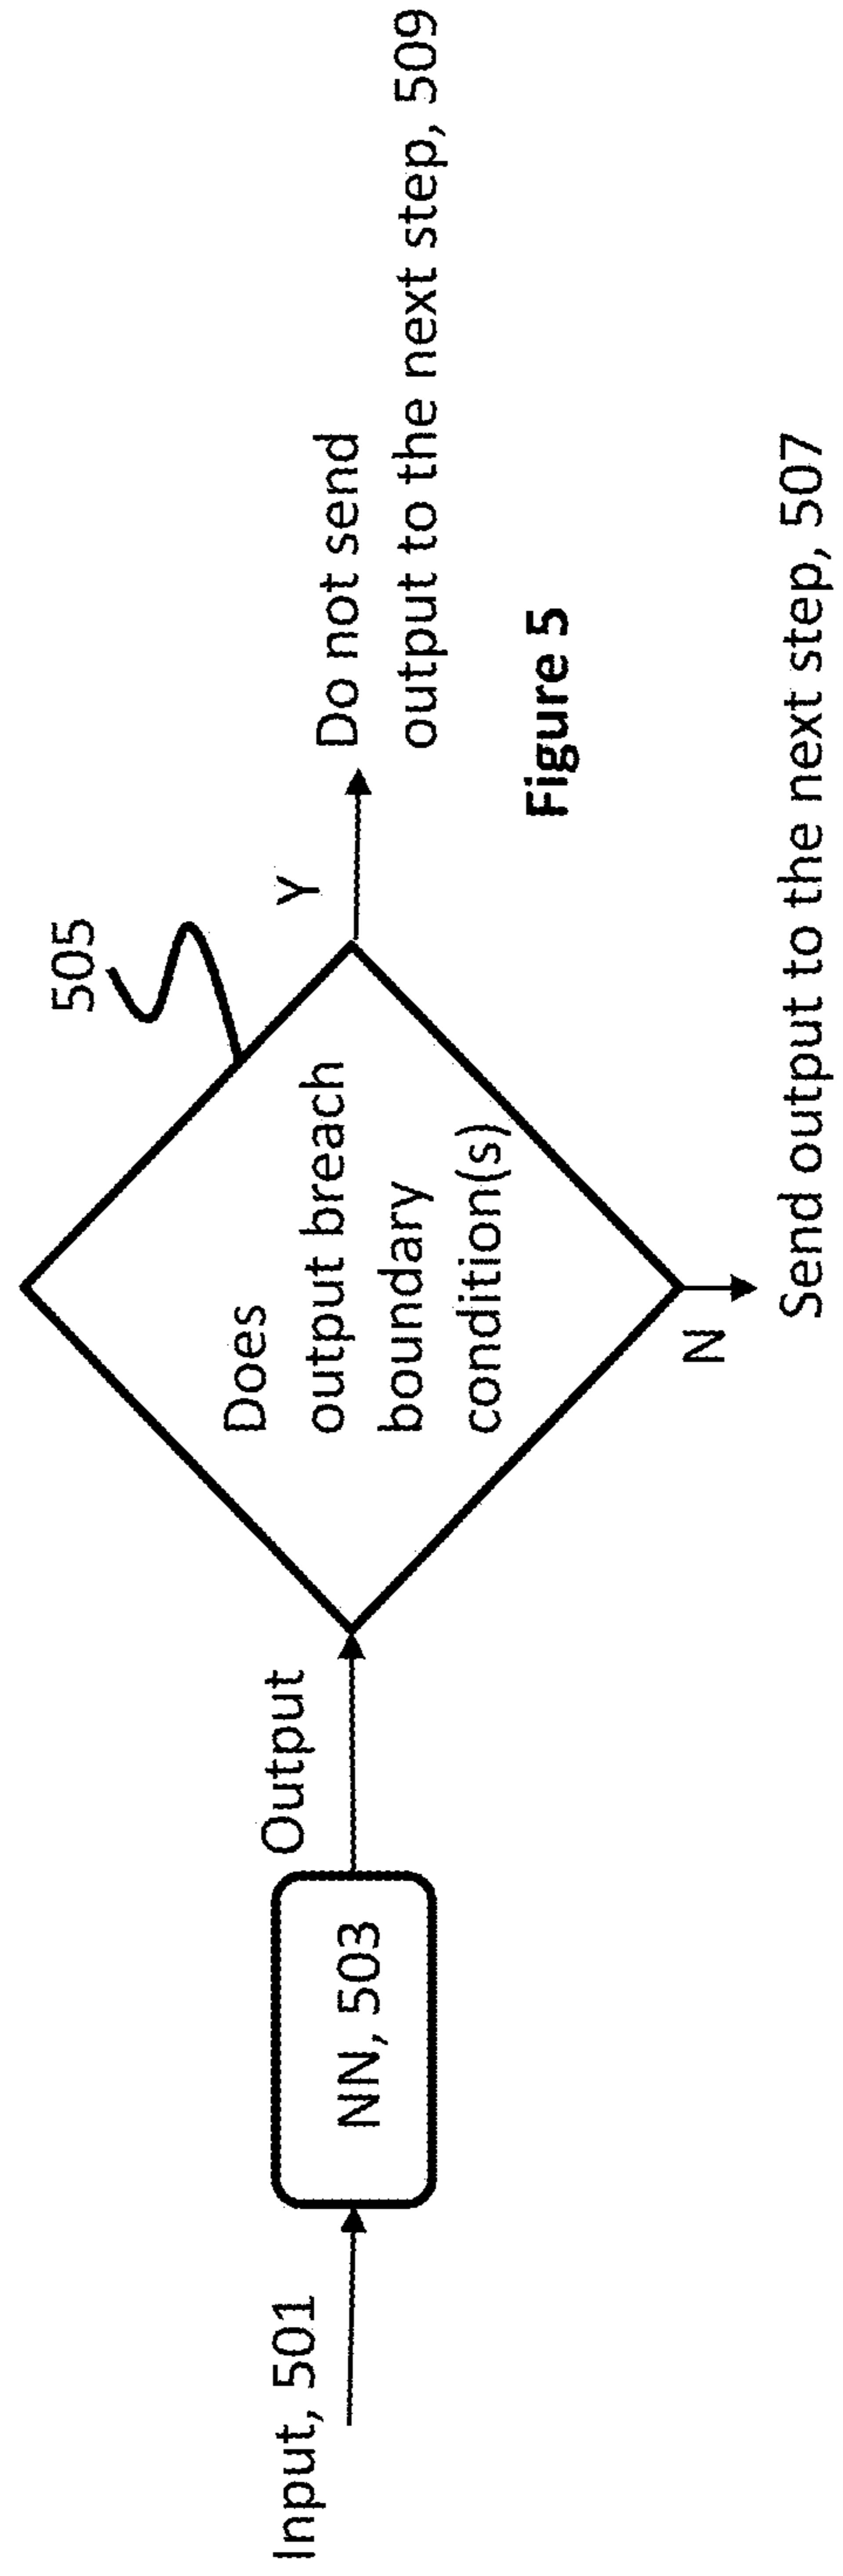 Input, 501
NN, 503
Output
505
Does
output breach
boundary
condition(s)
Y
Do not send
output to the next step, 509
N
Send output to the next step, 507
Figure 5